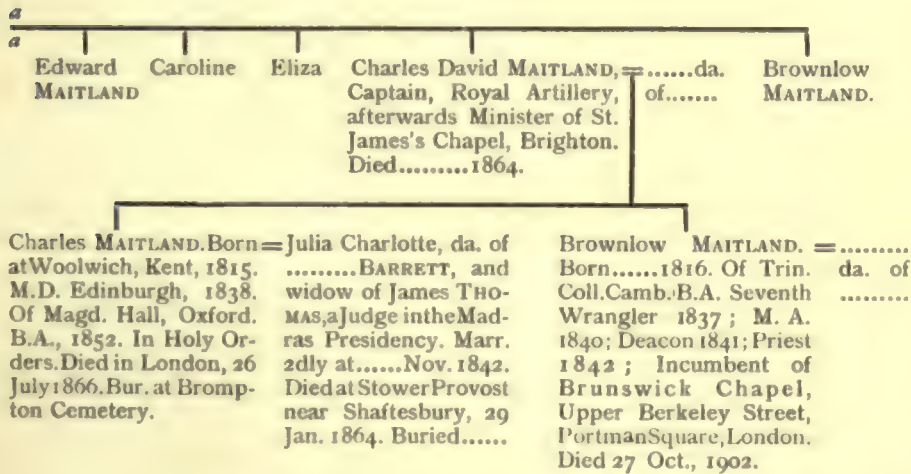 a
a
Edward
MAITLAND
Caroline
Eliza
Charles David MAITLAND, =......da.
Captain, Royal Artillery, of.......
afterwards Minister of St.
James's Chapel, Brighton.
Died.........1864.
Brownlow
MAITLAND.
Charles MAITLAND. Born =
at Woolwich, Kent, 1815.
M.D. Edinburgh, 1838.
Of Magd. Hall, Oxford.
B.A., 1852. In Holy Or-
ders. Died in London, 26
July 1866. Bur. at Bromp-
ton Cemetery.
Julia Charlotte, da. of
.........BARRETT, and
widow of James THO-
MAS, a Judge in the Mad-
ras Presidency. Marr.
2dly at......Nov. 1842.
Died at Stower Provost
near Shaftesbury, 29
Jan. 1864. Buried......
Brownlow MAITLAND. =.........
Born......1816. Of Trin. da. of
Coll. Camb. B.A. Seventh .........
Wrangler 1837; M. A.
1840; Deacon 1841; Priest
1842; Incumbent of
Brunswick Chapel,
Upper Berkeley Street,
Portman Square, London.
Died 27 Oct., 1902.